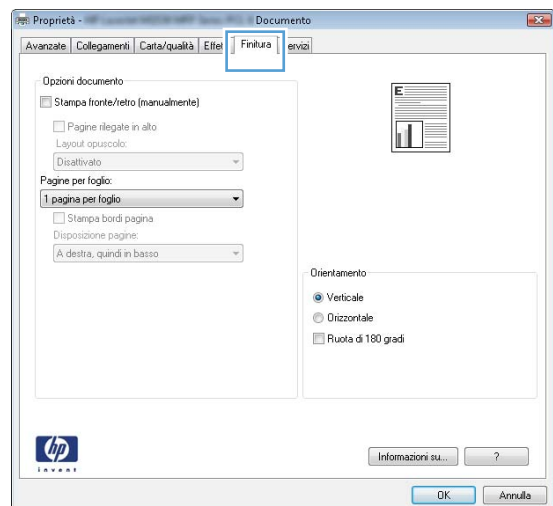 Proprietà - Documento
Avanzate Collegamenti Carta/qualità Effet Finitura ervizi
Opzioni documento
Stampa fronte/retro (manualmente)
Pagine rilegate in alto
Layout opuscolo:
Disattivato
Pagine per foglio:
1 pagina per foglio
Stampa bordi pagina
Disposizione pagine:
A destra, quindi in basso
E
Orientamento
Verticale
Orizzontale
Ruota di 180 gradi
hp
invent
Informazioni su... ?
OK Annulla